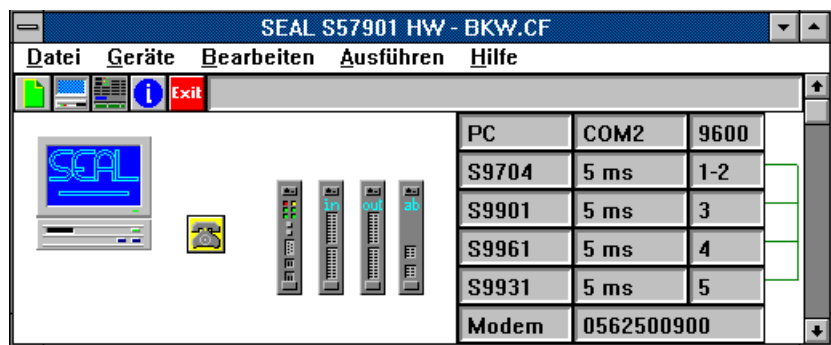 SEAL S57901 HW - BKW.CF
Datei Geräte Bearbeiten Ausführen Hilfe
i Exit
SEAL
in out ab
PC COM2 9600
S9704 5 ms 1-2
S9901 5 ms 3
S9961 5 ms 4
S9931 5 ms 5
Modem 0562500900